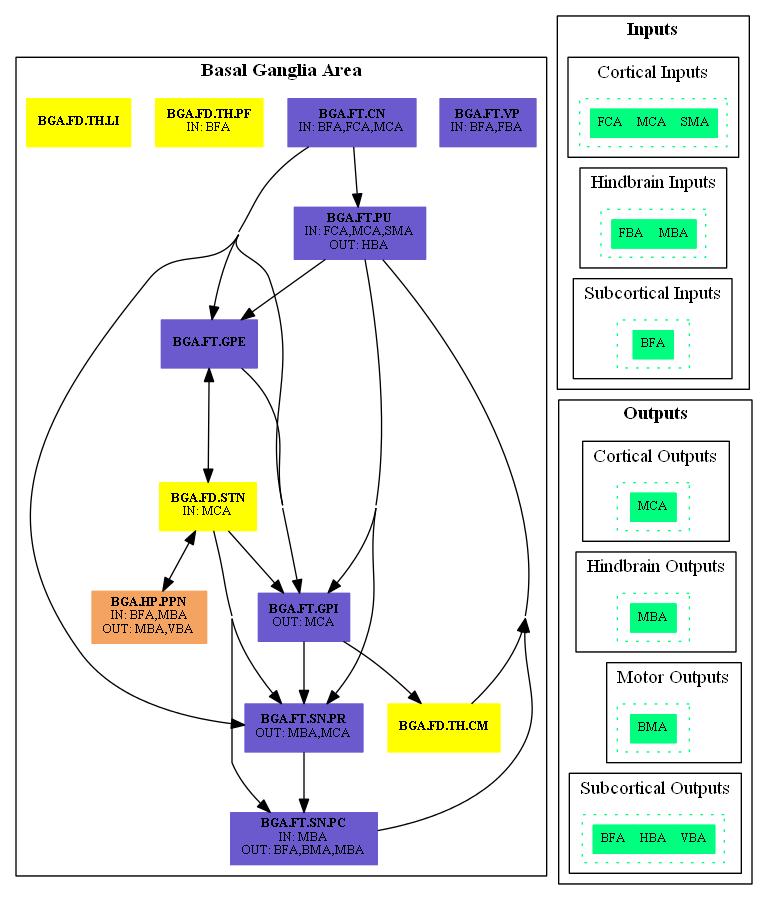 Basal Ganglia Area
BGA.FD.TH.LI
BGA.FD.TH.PF
IN: BFA
BGA.FT.CN
IN: BFA,FCA,MCA
BGA.FT.VP
IN: BFA,FBA
BGA.FT.PU
IN: FCA,MCA,SMA
OUT: HBA
BGA.FT.GPE
BGA.FD.STN
IN: MCA
BGA.HP.PPN
IN: BFA,MBA
OUT: MBA,VBA
BGA.FT.GPI
OUT: MCA
BGA.FT.SN.PR
OUT: MBA,MCA
BGA.FD.TH.CM
BGA.FT.SN.PC
IN: MBA
OUT: BFA,BMA,MBA
Inputs
Cortical Inputs
FCA MCA SMA
Hindbrain Inputs
FBA MBA
Subcortical Inputs
BFA
Outputs
Cortical Outputs
MCA
Hindbrain Outputs
MBA
Motor Outputs
BMA
Subcortical Outputs
BFA HBA VBA